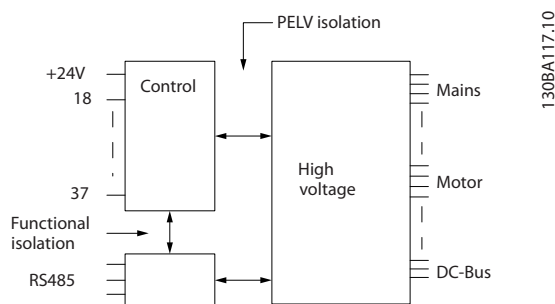 PELV isolation
130BA117.10
+24V
Control
18
Mains
37
High
voltage
Motor
Functional
isolation
RS485
DC-Bus